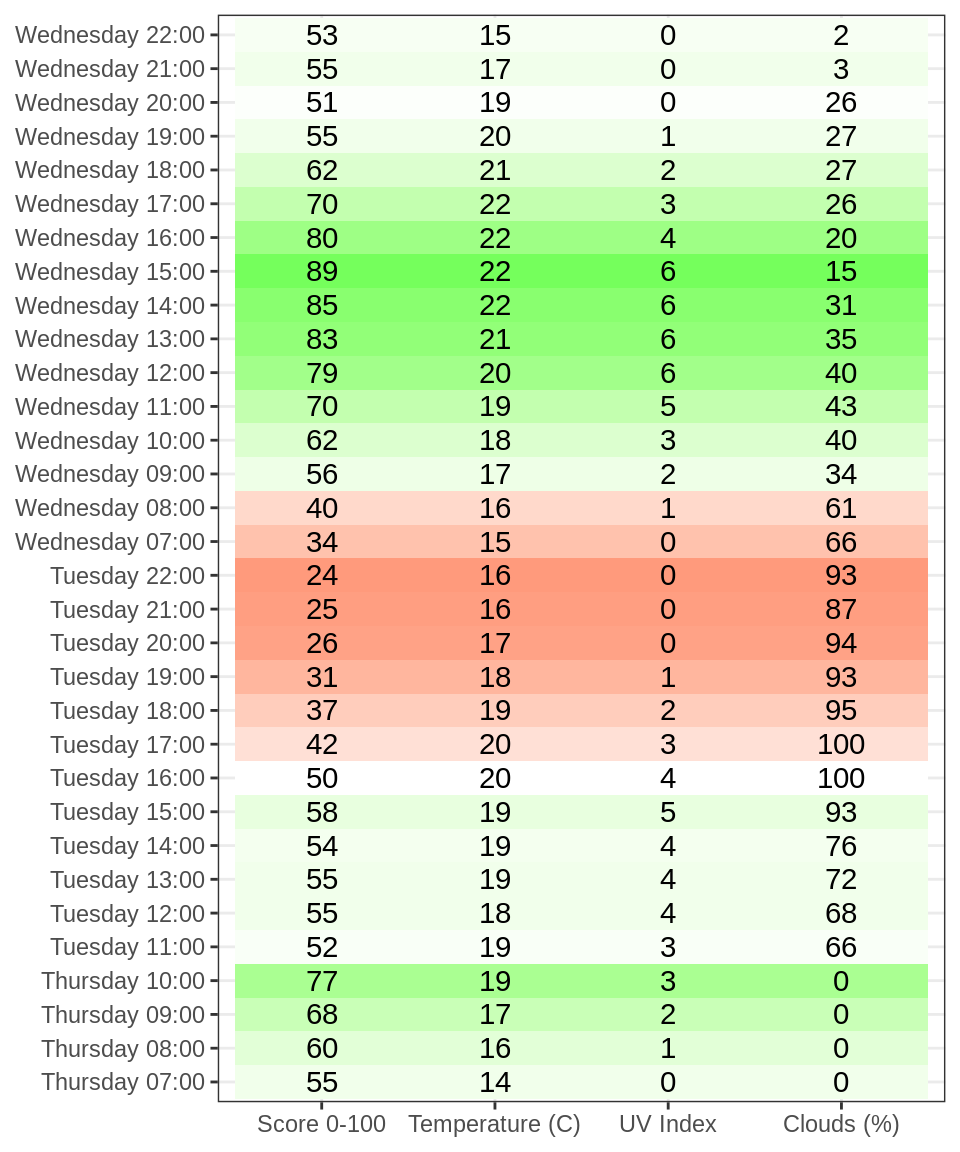 Wednesday 22:00 53 15 0 2
Wednesday 21:00 55 17 0 3
Wednesday 20:00 51 19 0 26
Wednesday 19:00 55 20 1 27
Wednesday 18:00 62 21 2 27
Wednesday 17:00 70 22 3 26
Wednesday 16:00 80 22 4 20
Wednesday 15:00 89 22 6 15
Wednesday 14:00 85 22 6 31
Wednesday 13:00 83 21 6 35
Wednesday 12:00 79 20 6 40
Wednesday 11:00 70 19 5 43
Wednesday 10:00 62 18 3 40
Wednesday 09:00 56 17 2 34
Wednesday 08:00 40 16 1 61
Wednesday 07:00 34 15 0 66
Tuesday 22:00 24 16 0 93
Tuesday 21:00 25 16 0 87
Tuesday 20:00 26 17 0 94
Tuesday 19:00 31 18 1 93
Tuesday 18:00 37 19 2 95
Tuesday 17:00 42 20 3 100
Tuesday 16:00 50 20 4 100
Tuesday 15:00 58 19 5 93
Tuesday 14:00 54 19 4 76
Tuesday 13:00 55 19 4 72
Tuesday 12:00 55 18 4 68
Tuesday 11:00 52 19 3 66
Thursday 10:00 77 19 3 0
Thursday 09:00 68 17 2 0
Thursday 08:00 60 16 1 0
Thursday 07:00 55 14 0 0
Score 0-100 Temperature (C) UV Index Clouds (%)